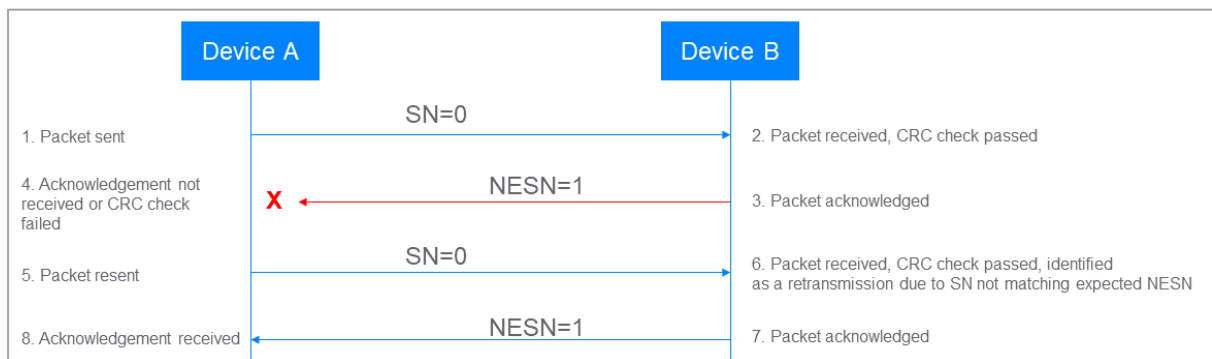 Device A
Device B
SN=0
1. Packet sent
2. Packet received, CRC check passed
4. Acknowledgement not
received or CRC check
failed
X
NESN=1
3. Packet acknowledged
SN=0
5. Packet resent
6. Packet received, CRC check passed, identified
as a retransmission due to SN not matching expected NESN
NESN=1
8. Acknowledgement received
7. Packet acknowledged